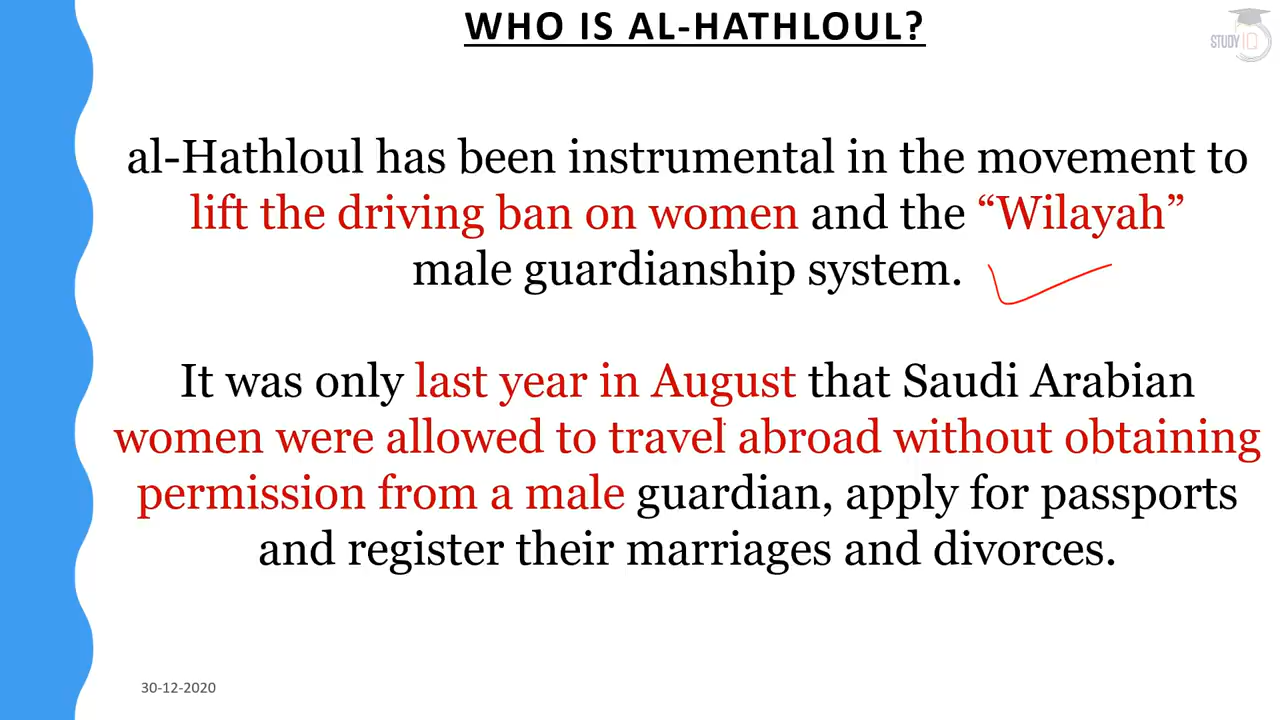 WHO IS AL-HATHLOUL?
STUDY IQ
al-Hathloul has been instrumental in the movement to
lift the driving ban on women and the “Wilayah”
male guardianship system.
It was only last year in August that Saudi Arabian
women were allowed to travel abroad without obtaining
permission from a male guardian, apply for passports
and register their marriages and divorces.
30-12-2020